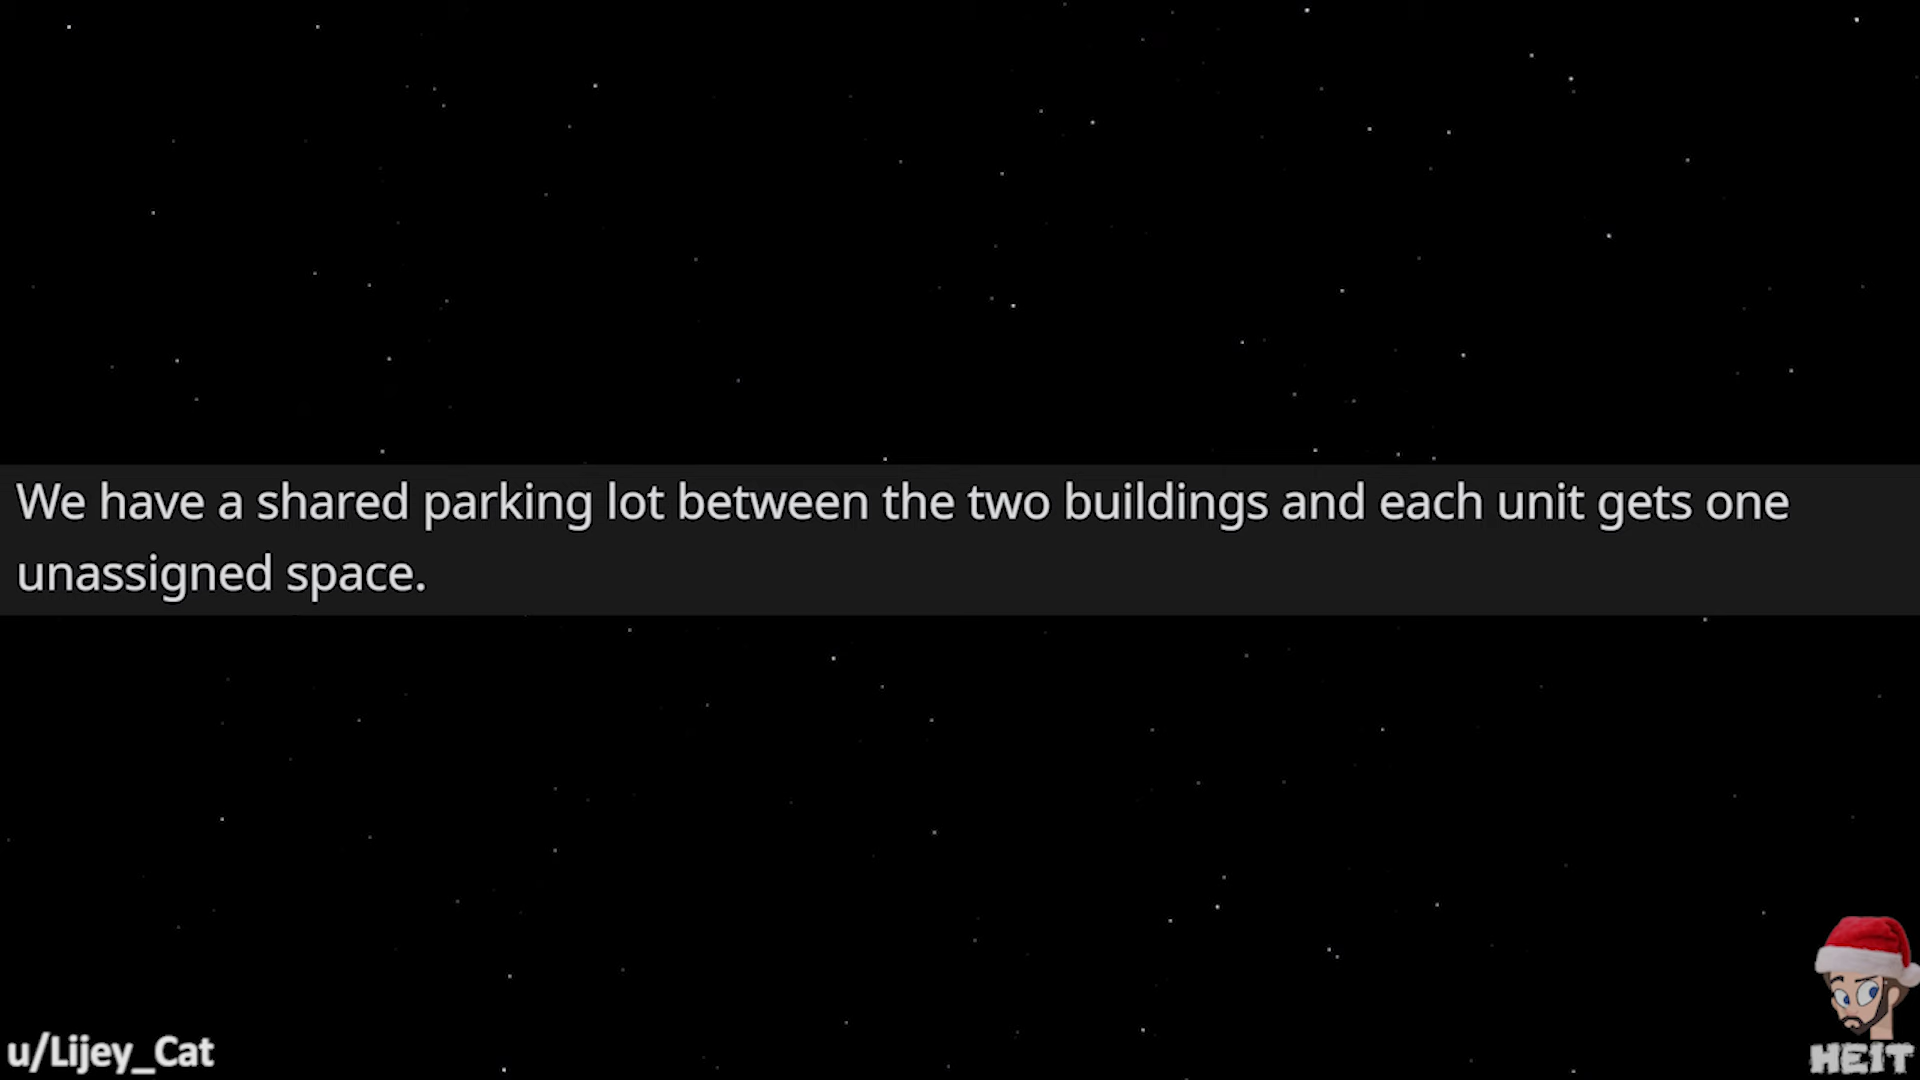 We have a shared parking lot between the two buildings and each unit gets one
unassigned space.
u/Lijey_Cat
HEIT